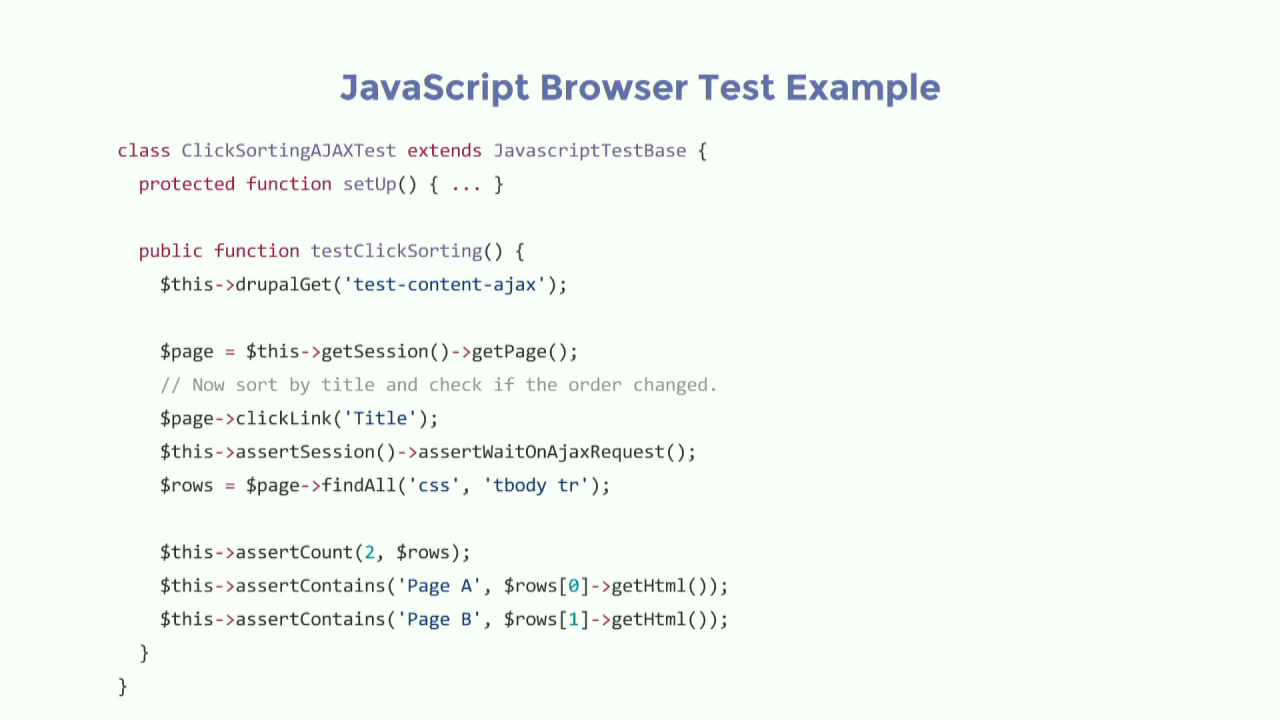 JavaScript Browser Test Example
class ClickSortingAJAXTest extends JavascriptTestBase {
  protected function setUp() { ... }
  public function testClickSorting() {
    $this->drupalGet('test-content-ajax');
    $page = $this->getSession()->getPage();
    // Now sort by title and check if the order changed.
    $page->clickLink('Title');
    $this->assertSession()->assertWaitOnAjaxRequest();
    $rows = $page->findAll('css', 'tbody tr');
    $this->assertCount(2, $rows);
    $this->assertContains('Page A', $rows[0]->getHtml());
    $this->assertContains('Page B', $rows[1]->getHtml());
  }
}